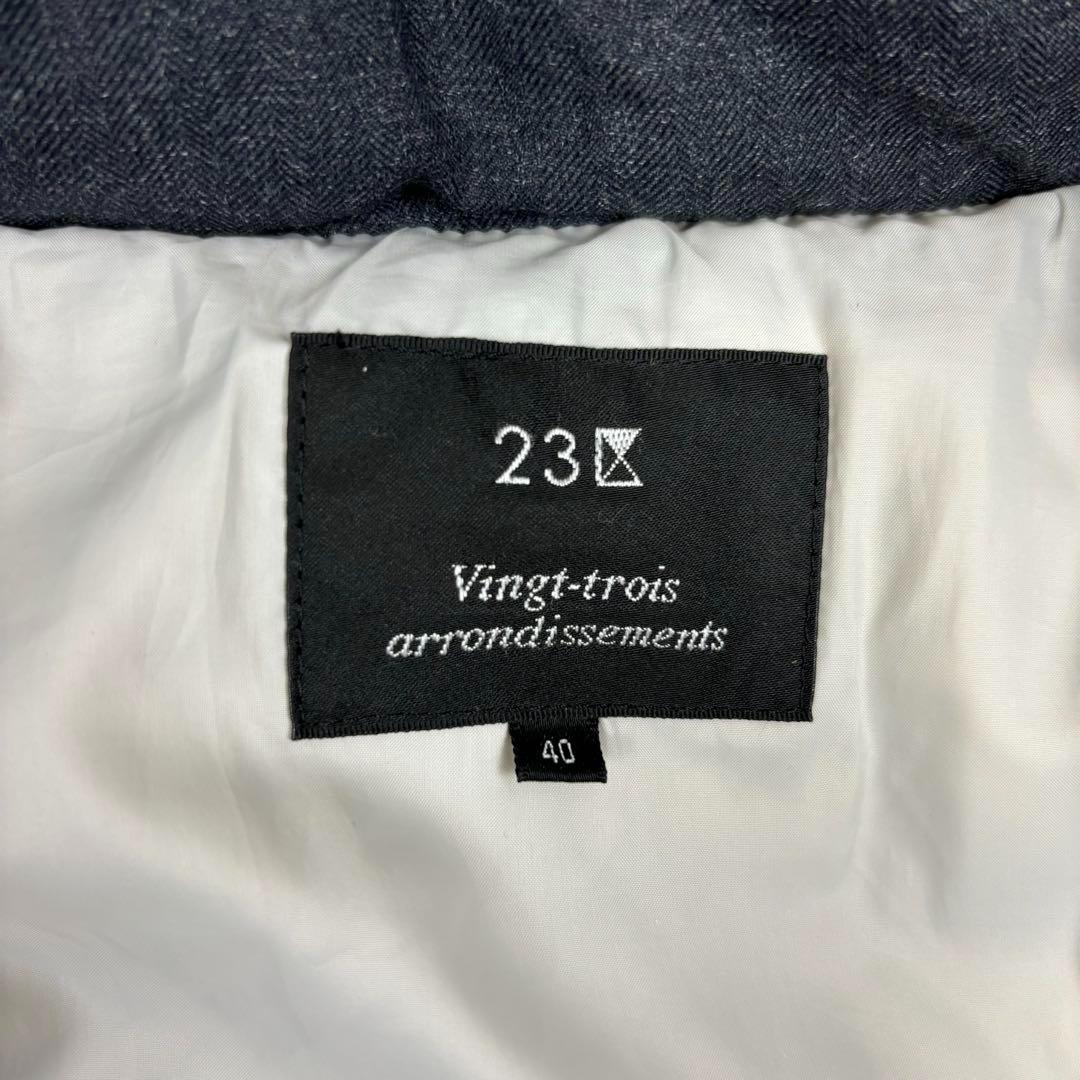 23区
Vingt-trois
arrondissements
40